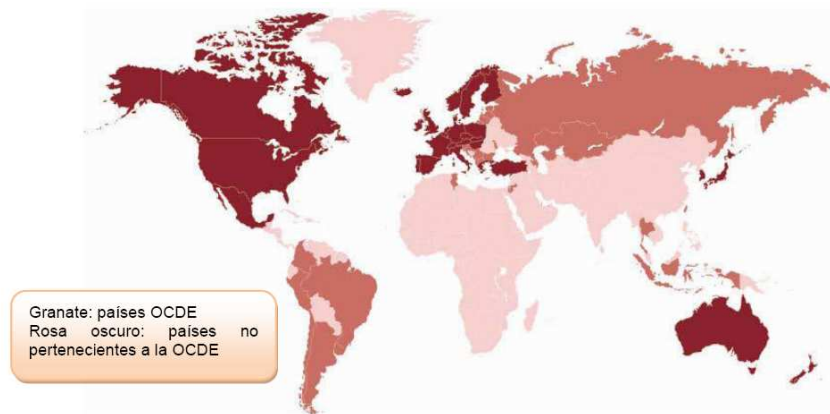 Granate: países OCDE
Rosa oscuro: países no
pertenecientes a la OCDE